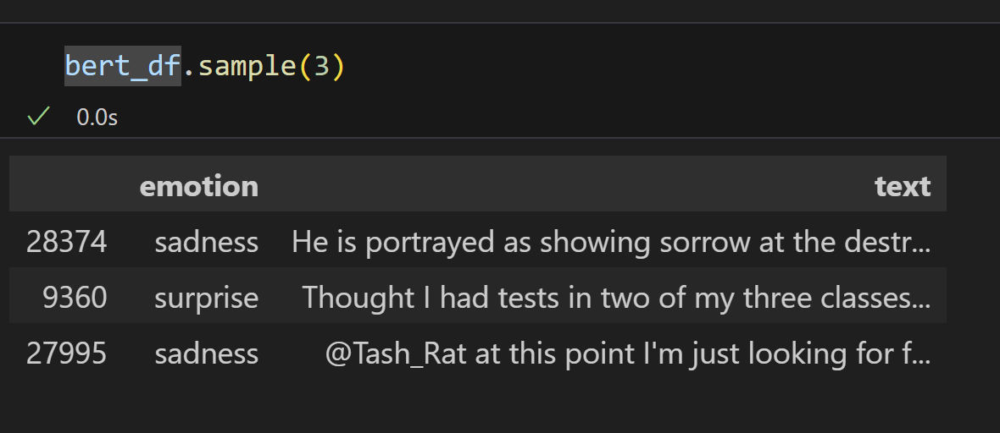 bert_df.sample(3)
0.0s
emotion text
28374 sadness He is portrayed as showing sorrow at the destr...
9360 surprise Thought I had tests in two of my three classes...
27995 sadness @Tash_Rat at this point I'm just looking for f...